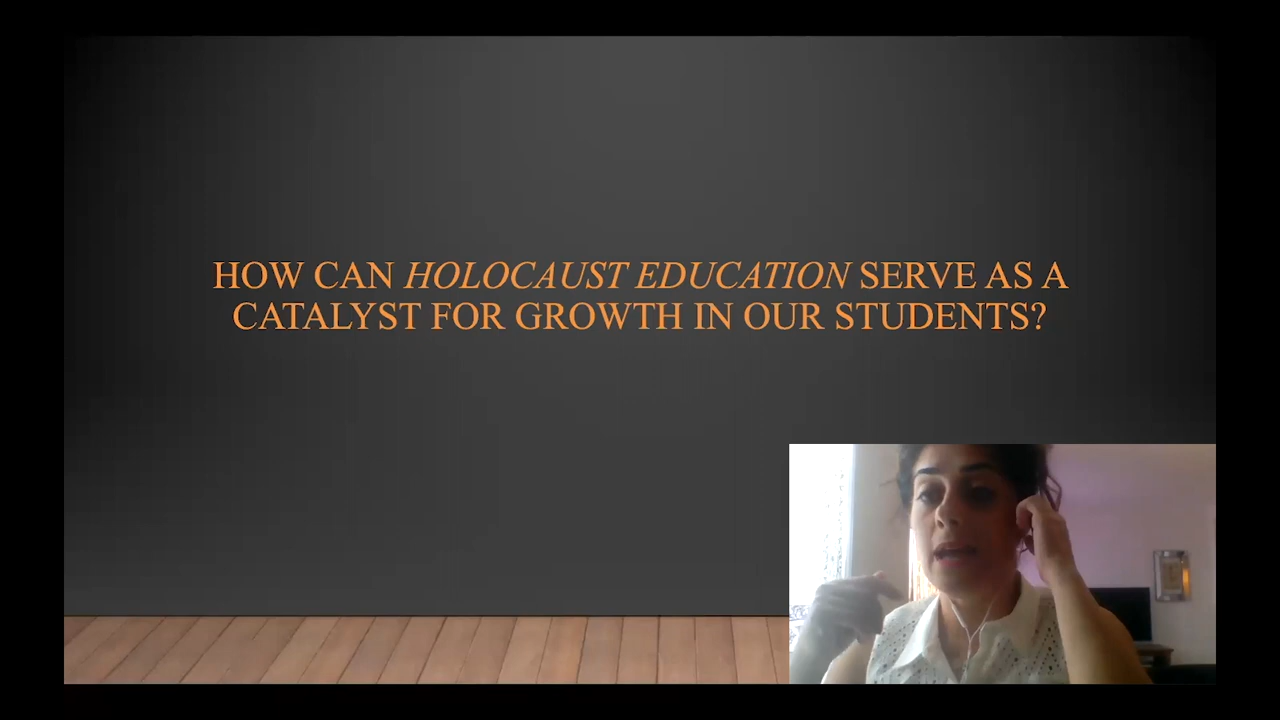 HOW CAN HOLOCAUST EDUCATION SERVE AS A
CATALYST FOR GROWTH IN OUR STUDENTS?